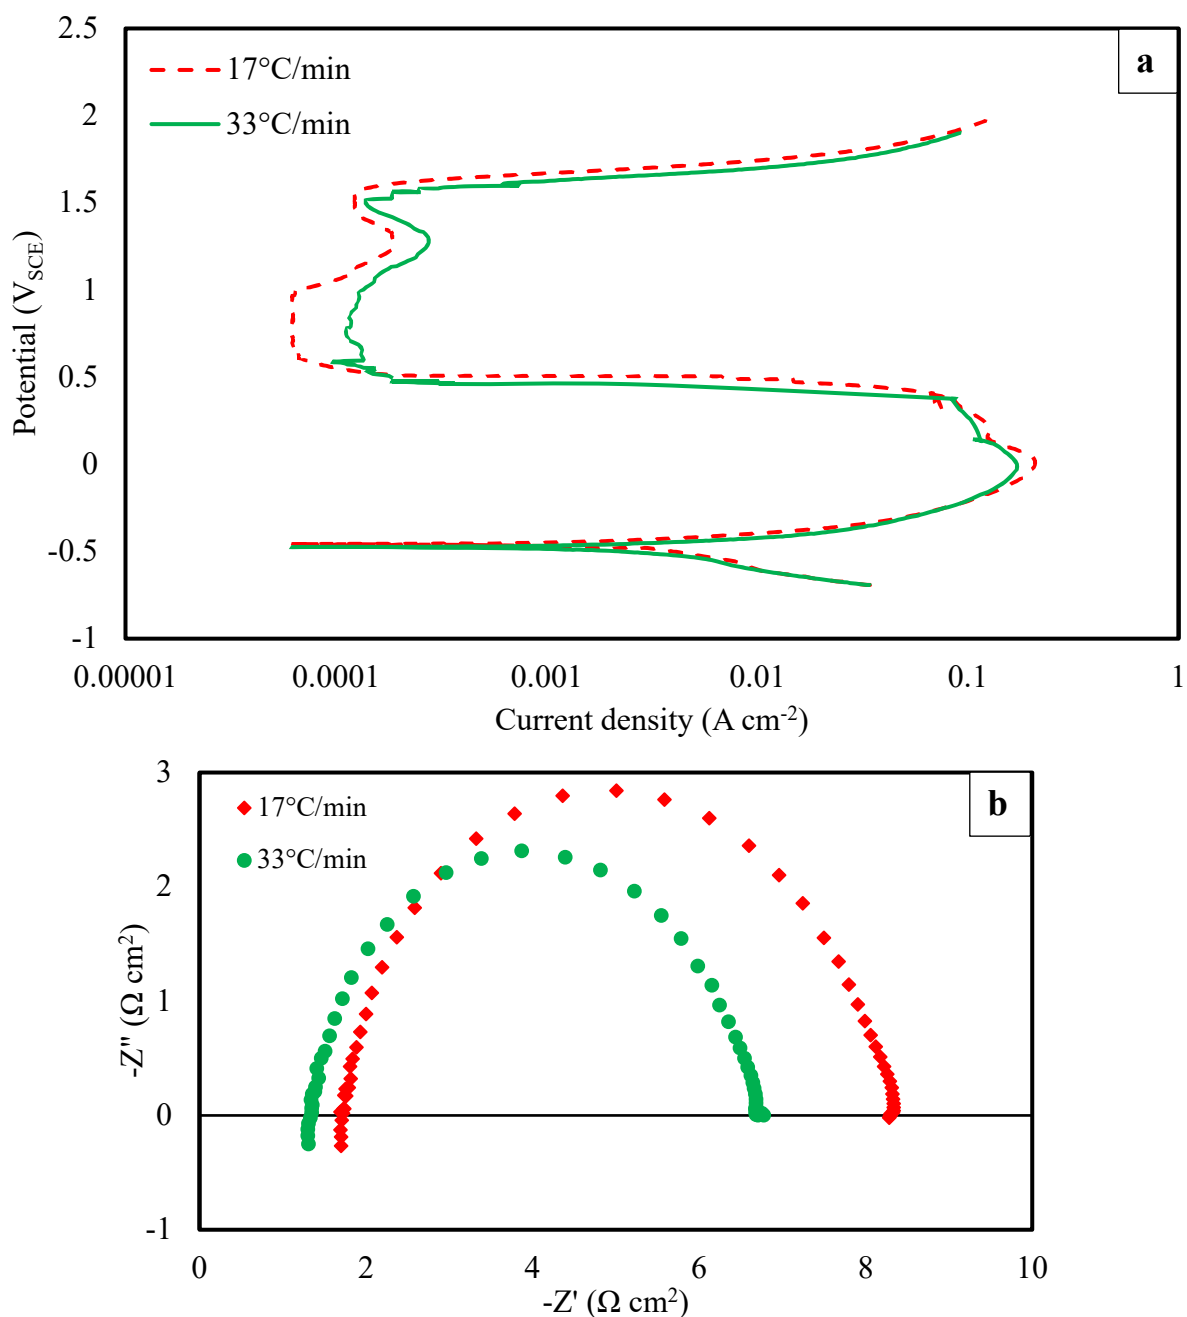 a
17°C/min
33°C/min
2.5
2
1.5
1
0.5
0
-0.5
-1
Potential (V_SCE)
0.00001
0.0001
0.001
0.01
0.1
1
Current density (A cm⁻²)
b
17°C/min
33°C/min
3
2
1
0
-1
-Z" (Ω cm²)
0
2
4
6
8
10
-Z' (Ω cm²)